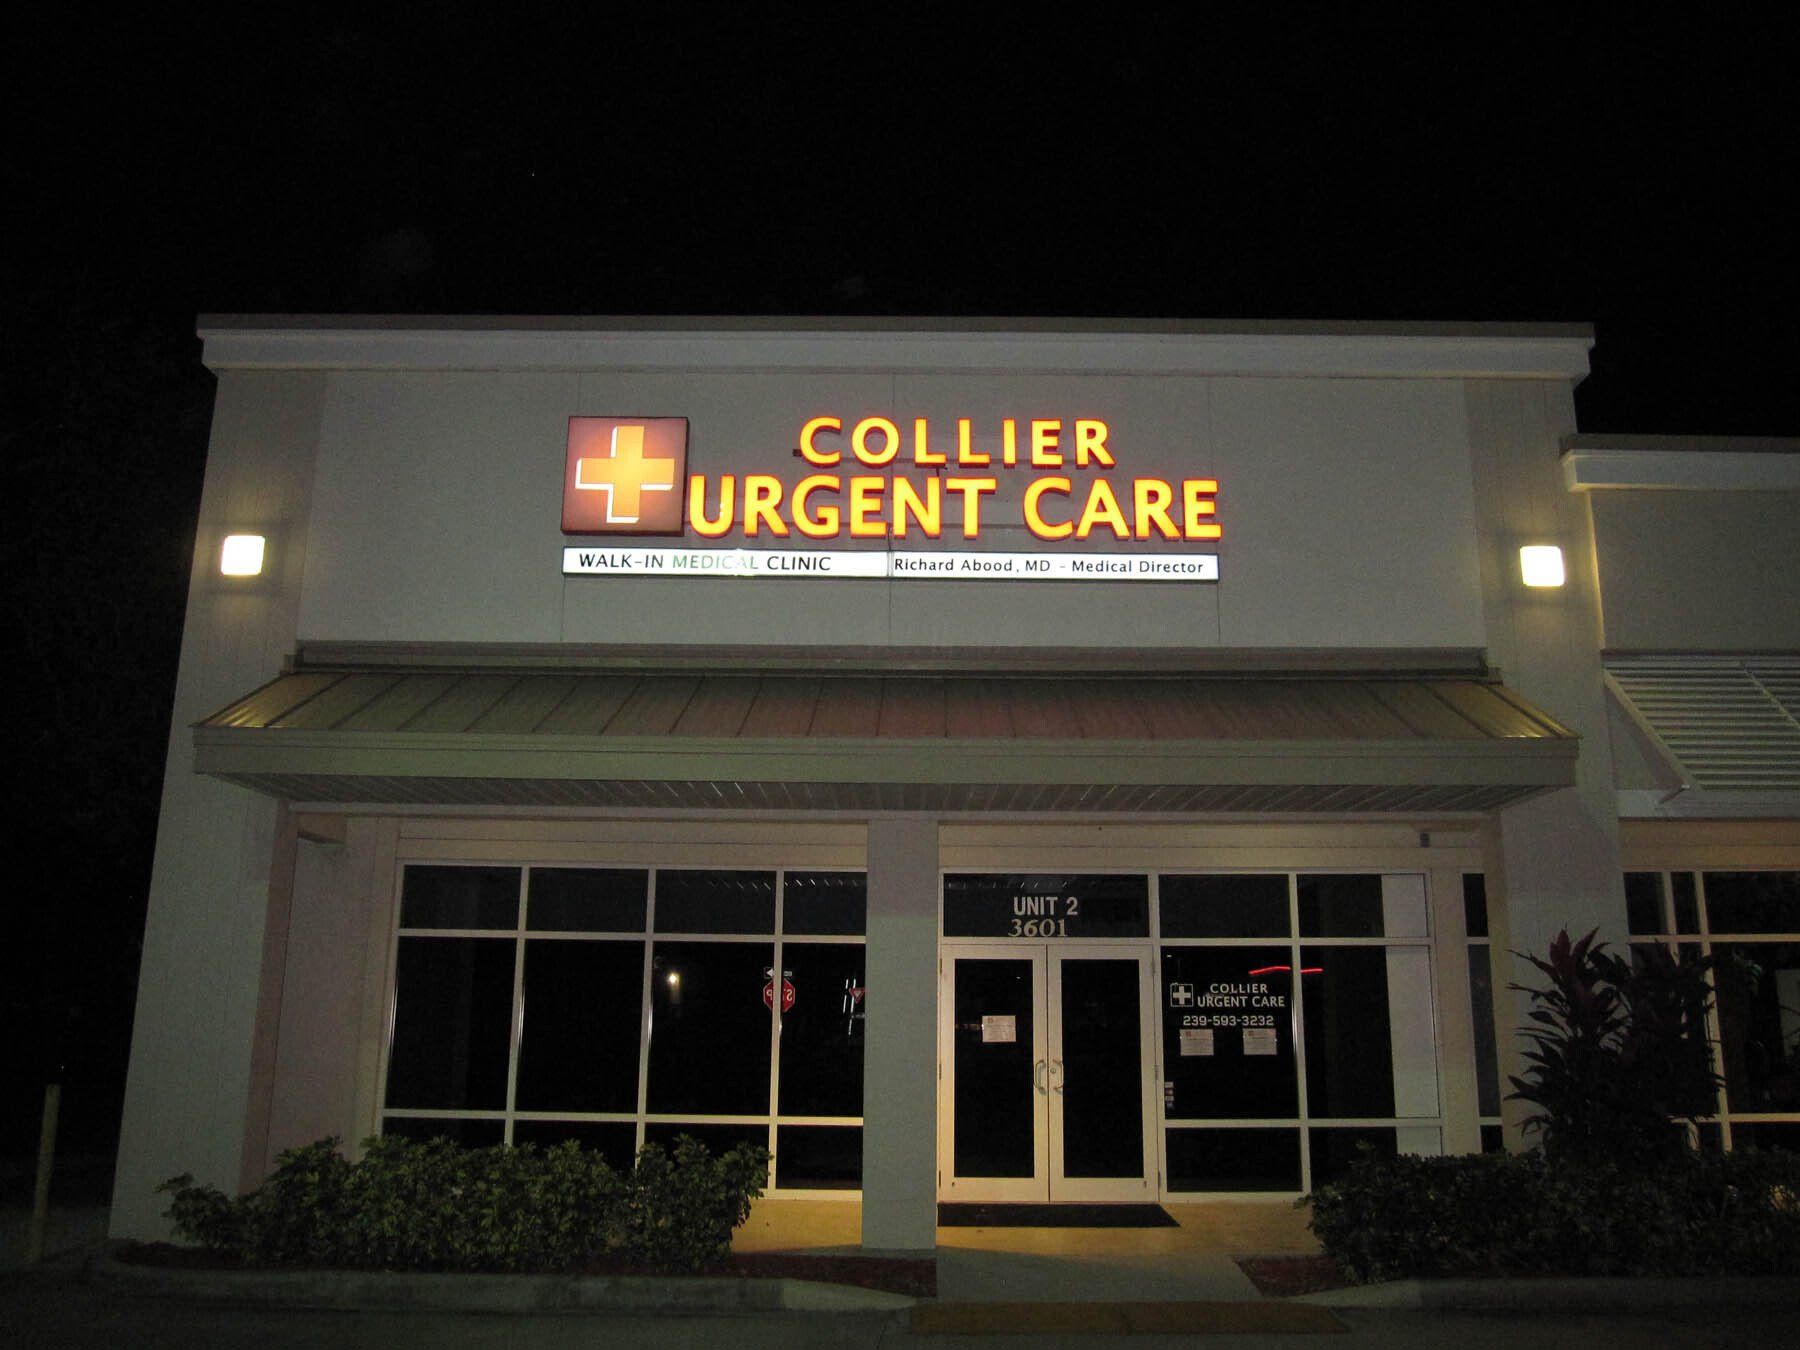 COLLIER
URGENT CARE
WALK-IN MEDICAL CLINIC
Richard Abood, MD - Medical Director
UNIT 2
3601
COLLIER
URGENT CARE
239-593-3232